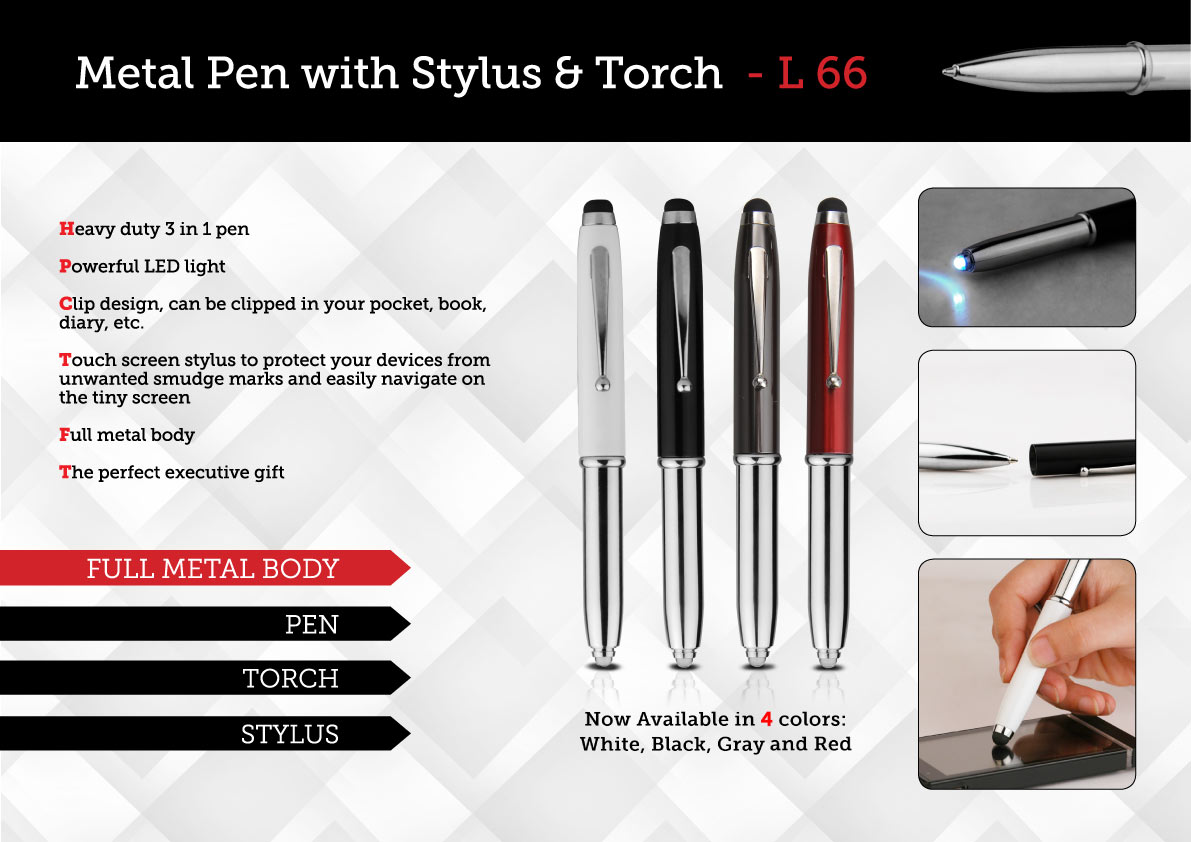 Metal Pen with Stylus & Torch - L 66
Heavy duty 3 in 1 pen
Powerful LED light
Clip design, can be clipped in your pocket, book,
diary, etc.
Touch screen stylus to protect your devices from
unwanted smudge marks and easily navigate on
the tiny screen
Full metal body
The perfect executive gift
FULL METAL BODY
PEN
TORCH
STYLUS
Now Available in 4 colors:
White, Black, Gray and Red